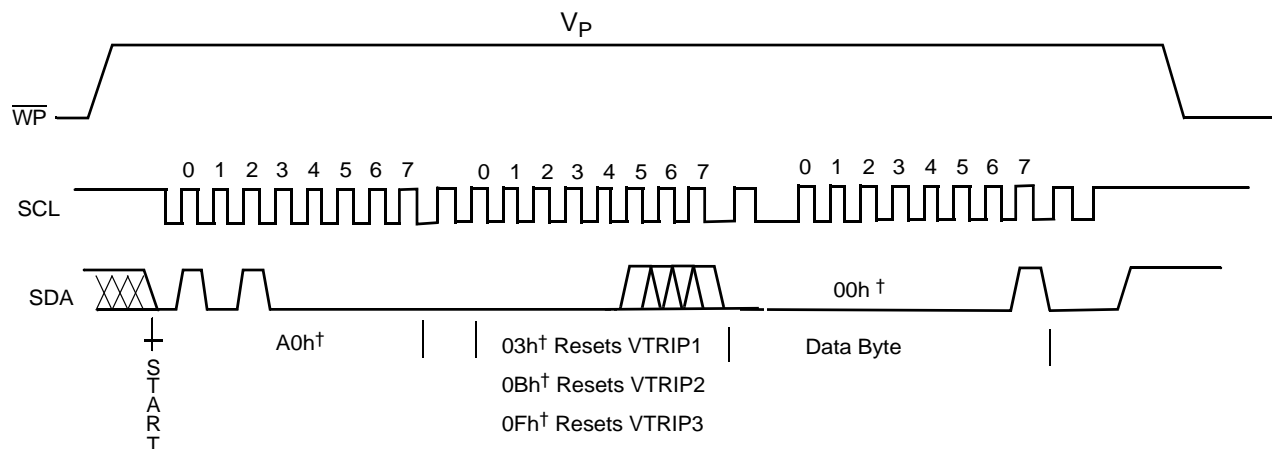 VP
WP
0 1 2 3 4 5 6 7 0 1 2 3 4 5 6 7 0 1 2 3 4 5 6 7
SCL
SDA
00h †
A0h†
03h† Resets VTRIP1
Data Byte
0Bh† Resets VTRIP2
0Fh† Resets VTRIP3
START